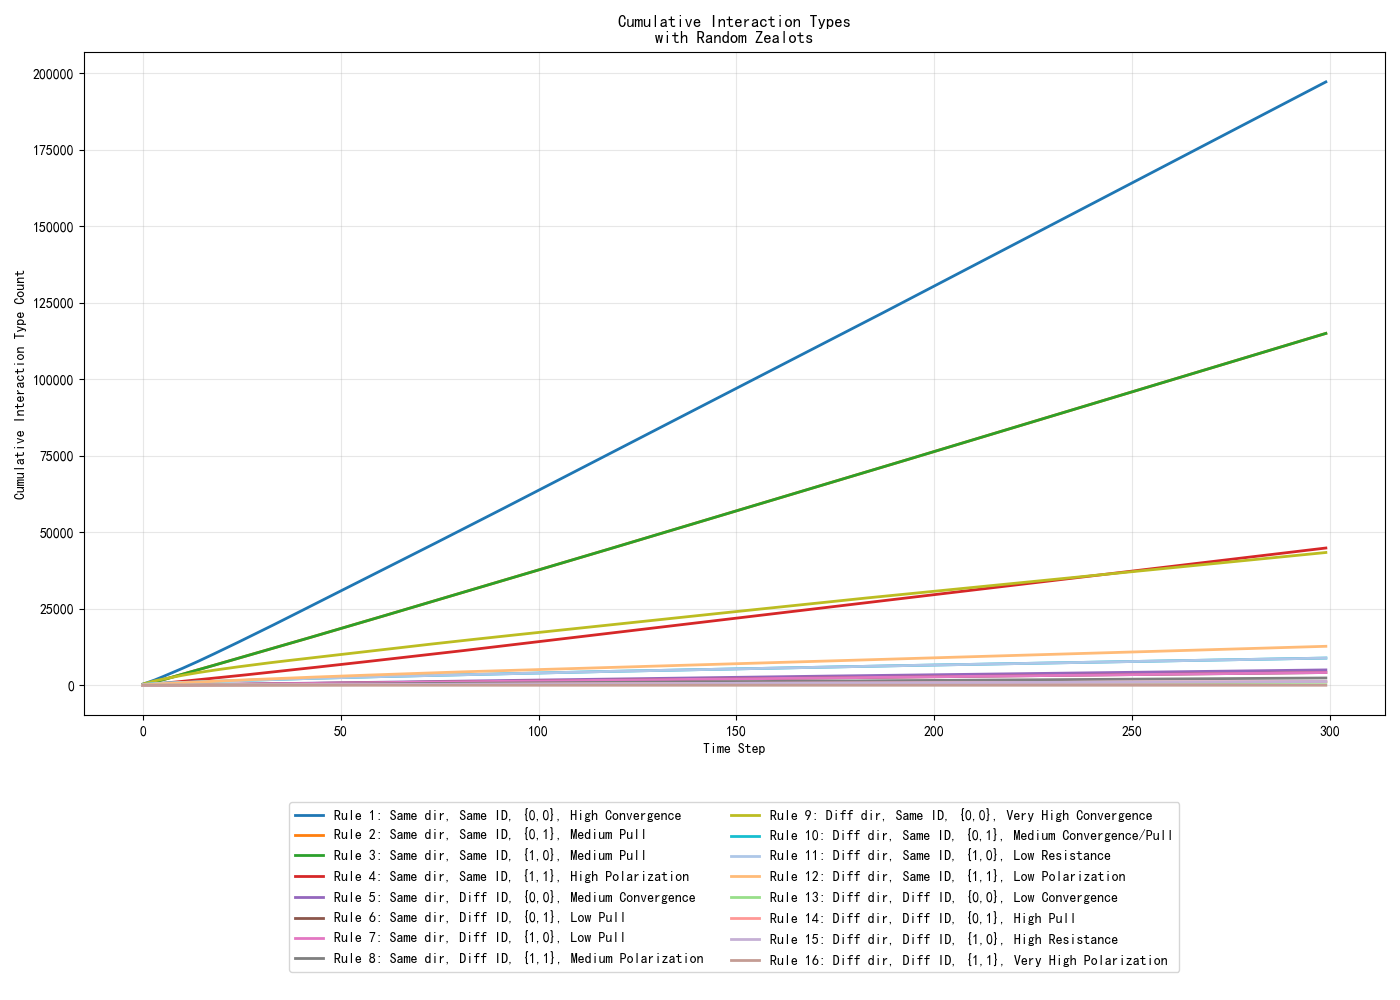 Cumulative Interaction Types
with Random Zealots
Cumulative Interaction Type Count
200000
175000
150000
125000
100000
75000
50000
25000
0
0 50 100 150 200 250 300
Time Step
Rule 1: Same dir, Same ID, {0,0}, High Convergence
Rule 2: Same dir, Same ID, {0,1}, Medium Pull
Rule 3: Same dir, Same ID, {1,0}, Medium Pull
Rule 4: Same dir, Same ID, {1,1}, High Polarization
Rule 5: Same dir, Diff ID, {0,0}, Medium Convergence
Rule 6: Same dir, Diff ID, {0,1}, Low Pull
Rule 7: Same dir, Diff ID, {1,0}, Low Pull
Rule 8: Same dir, Diff ID, {1,1}, Medium Polarization
Rule 9: Diff dir, Same ID, {0,0}, Very High Convergence
Rule 10: Diff dir, Same ID, {0,1}, Medium Convergence/Pull
Rule 11: Diff dir, Same ID, {1,0}, Low Resistance
Rule 12: Diff dir, Same ID, {1,1}, Low Polarization
Rule 13: Diff dir, Diff ID, {0,0}, Low Convergence
Rule 14: Diff dir, Diff ID, {0,1}, High Pull
Rule 15: Diff dir, Diff ID, {1,0}, High Resistance
Rule 16: Diff dir, Diff ID, {1,1}, Very High Polarization